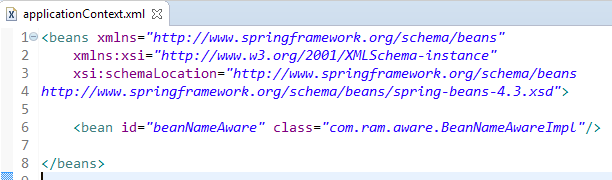 applicationContext.xml
1 <beans xmlns="http://www.springframework.org/schema/beans"
2 xmlns:xsi="http://www.w3.org/2001/XMLSchema-instance"
3 xsi:schemaLocation="http://www.springframework.org/schema/beans
4 http://www.springframework.org/schema/beans/spring-beans-4.3.xsd">
5
6 <bean id="beanNameAware" class="com.ram.aware.BeanNameAwareImpl"/>
7
8 </beans>
9